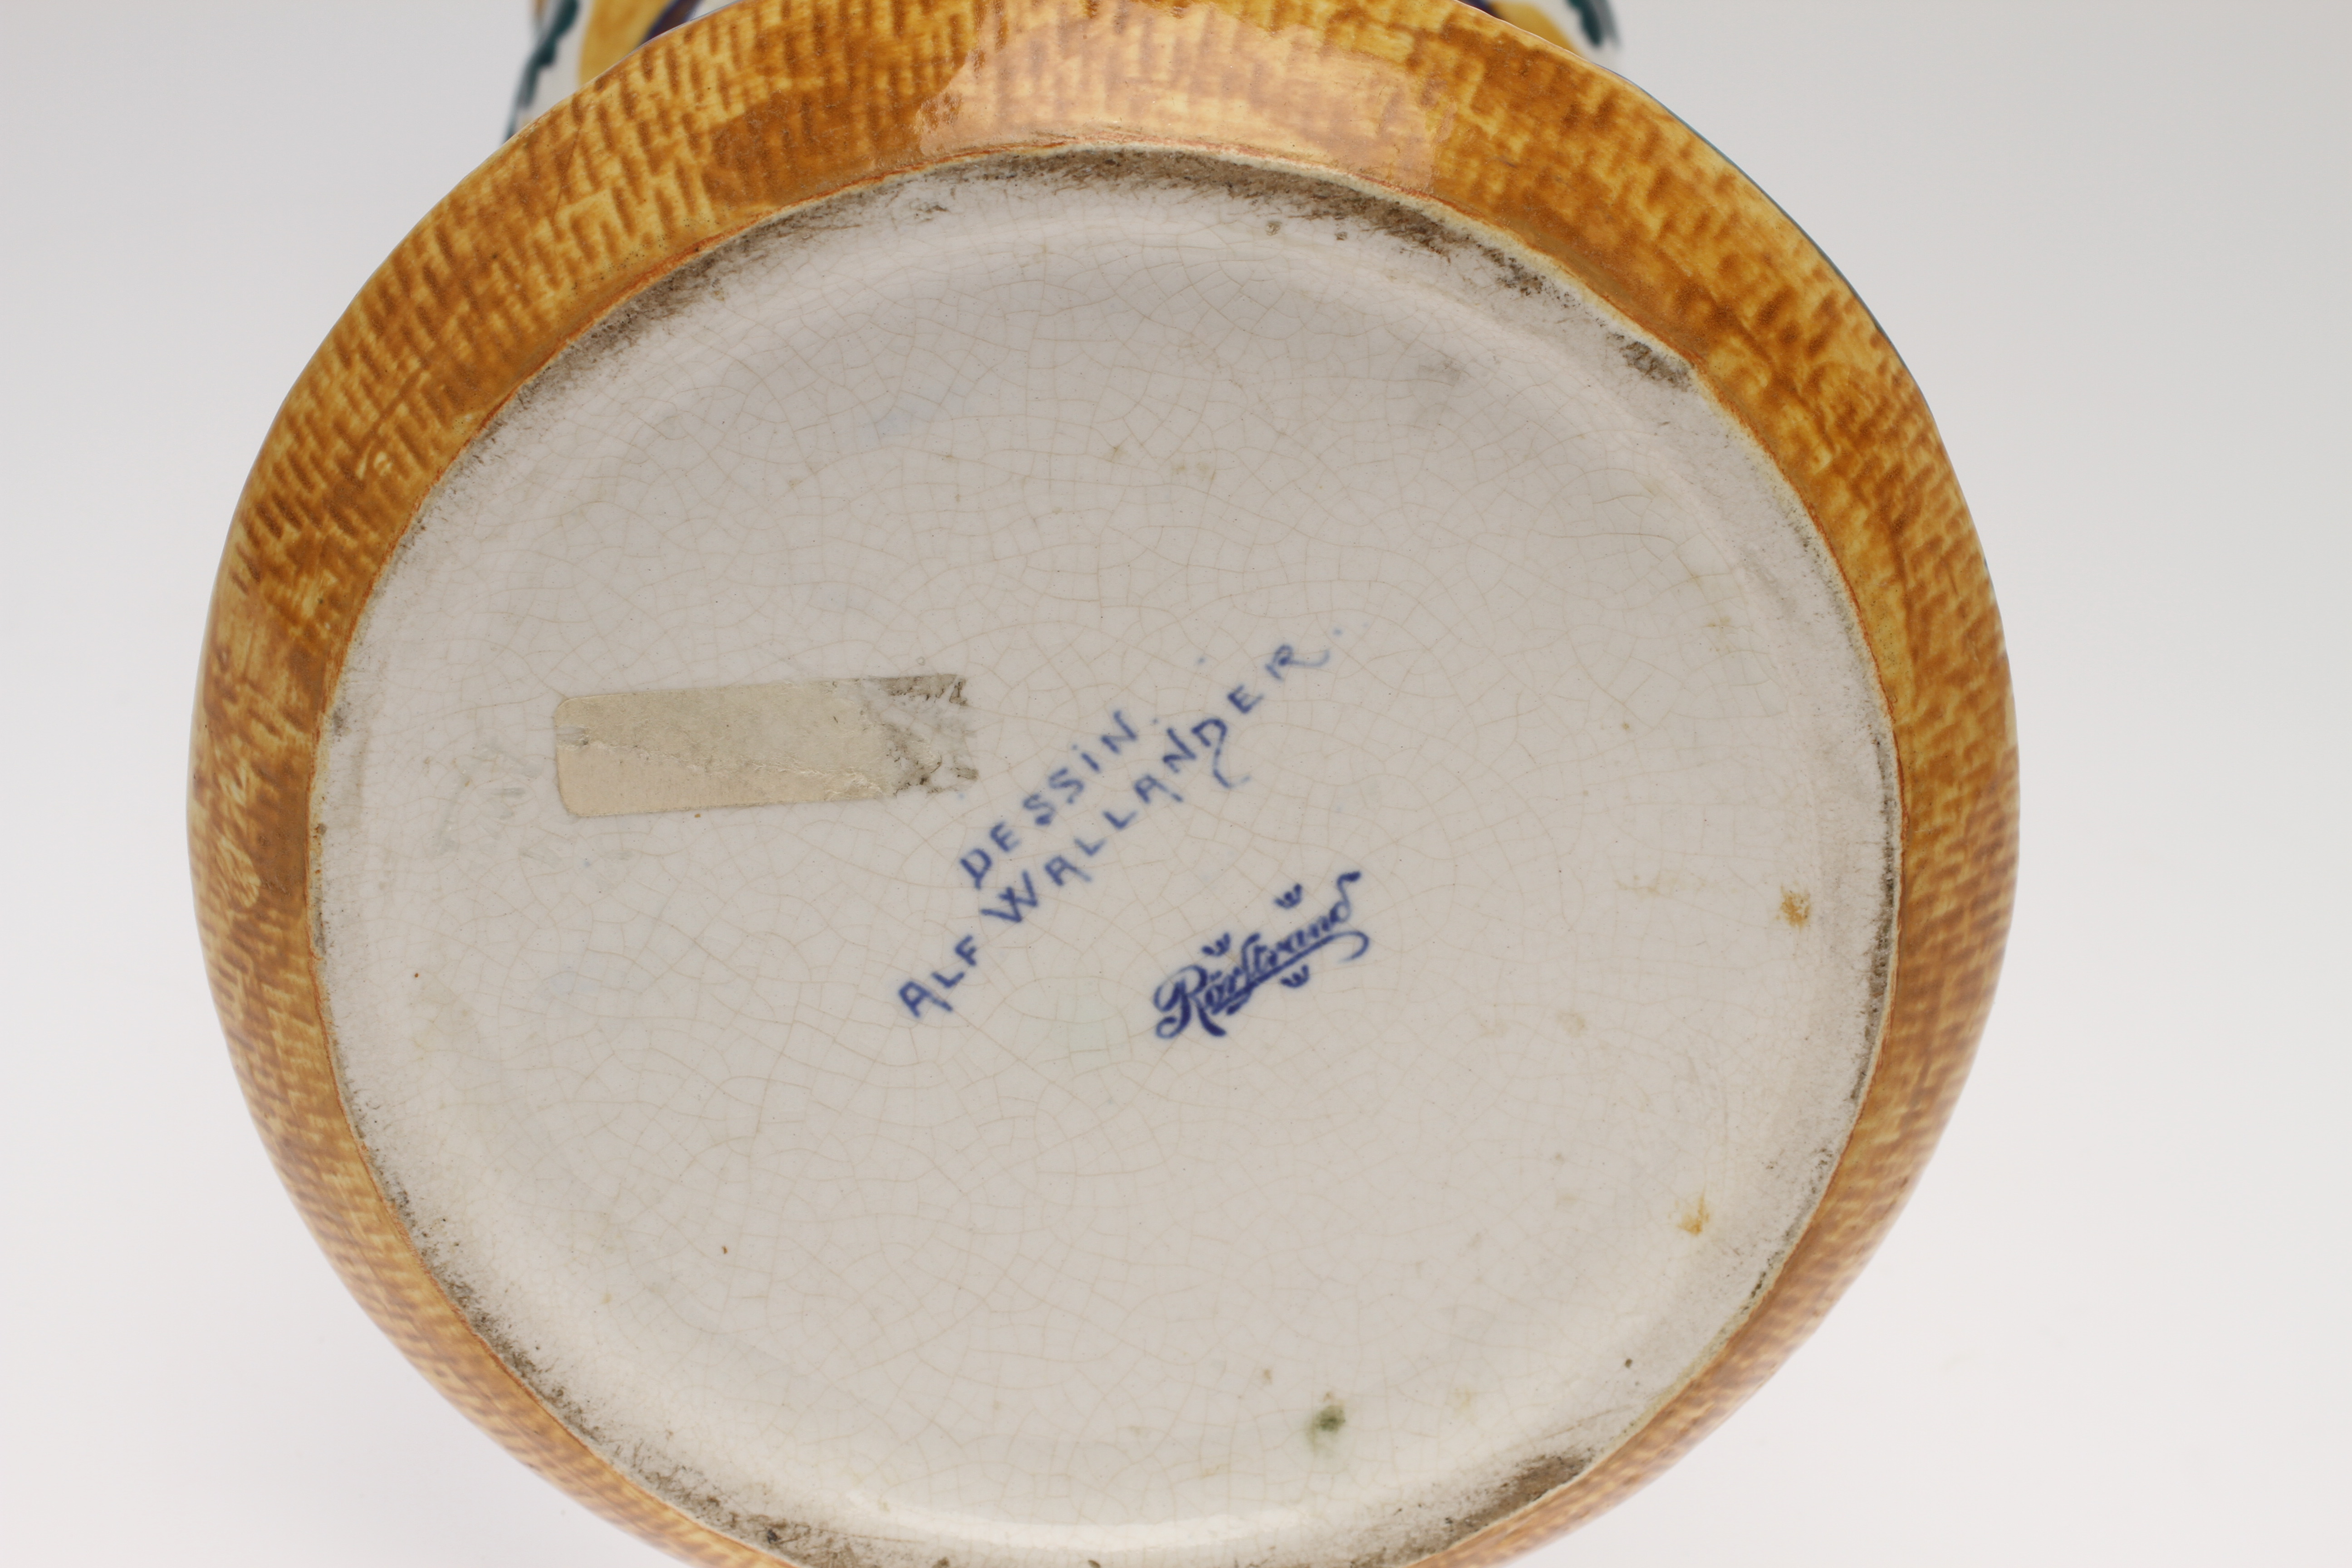 DESSIN.
ALF WALLANDER.
Rörstrand